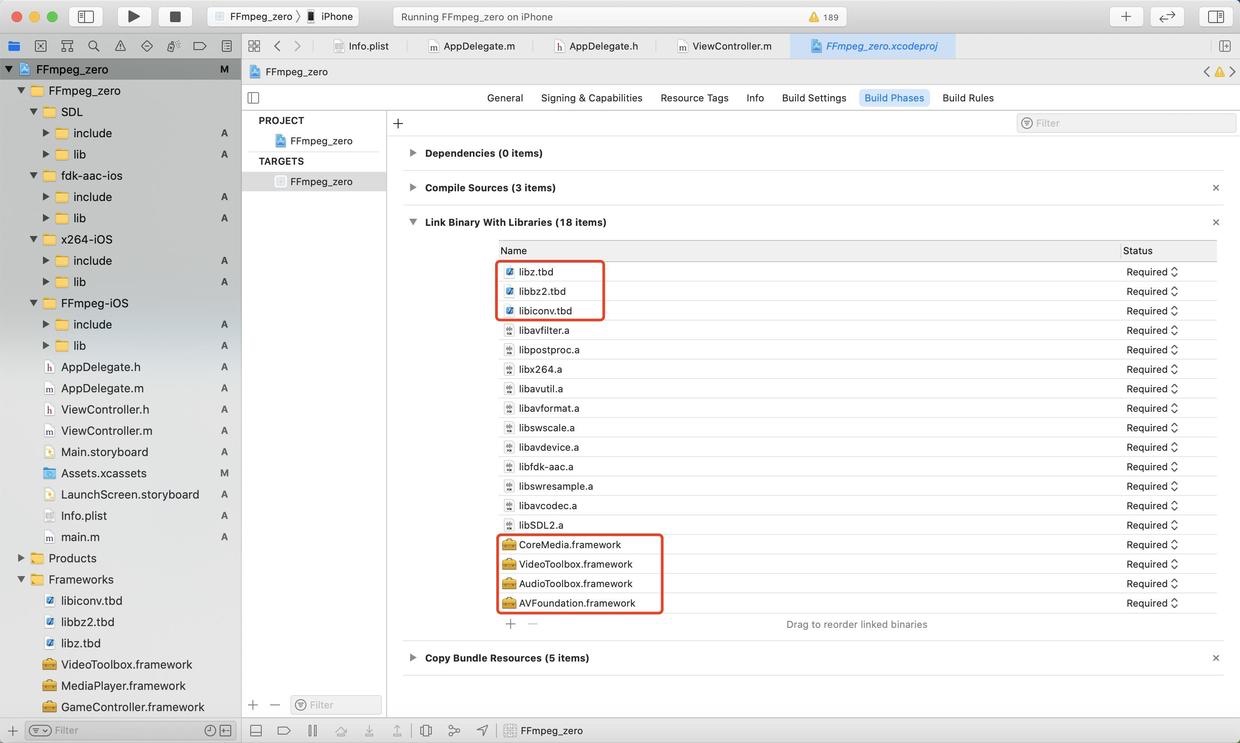 FFmpeg_zero 〉 iPhone
Running FFmpeg_zero on iPhone
189
Info.plist
AppDelegate.m
AppDelegate.h
ViewController.m
FFmpeg_zero.xcodeproj
FFmpeg_zero M
FFmpeg_zero
SDL
include A
lib A
fdk-aac-ios
include A
lib A
x264-iOS
include A
lib A
FFmpeg-iOS
include A
lib A
AppDelegate.h A
AppDelegate.m A
ViewController.h A
ViewController.m A
Main.storyboard A
Assets.xcassets M
LaunchScreen.storyboard A
Info.plist A
main.m A
Products
Frameworks
libiconv.tbd
libbz2.tbd
libz.tbd
VideoToolbox.framework
MediaPlayer.framework
GameController.framework
Filter
FFmpeg_zero
General Signing & Capabilities Resource Tags Info Build Settings Build Phases Build Rules
PROJECT
FFmpeg_zero
TARGETS
FFmpeg_zero
Filter
Filter
Dependencies (0 items)
Compile Sources (3 items)
Link Binary With Libraries (18 items)
Name Status
libz.tbd Required
libbz2.tbd Required
libiconv.tbd Required
libavfilter.a Required
libpostproc.a Required
libx264.a Required
libavutil.a Required
libavformat.a Required
libswscale.a Required
libavdevice.a Required
libfdk-aac.a Required
libswresample.a Required
libavcodec.a Required
libSDL2.a Required
CoreMedia.framework Required
VideoToolbox.framework Required
AudioToolbox.framework Required
AVFoundation.framework Required
Drag to reorder linked binaries
Copy Bundle Resources (5 items)
FFmpeg_zero